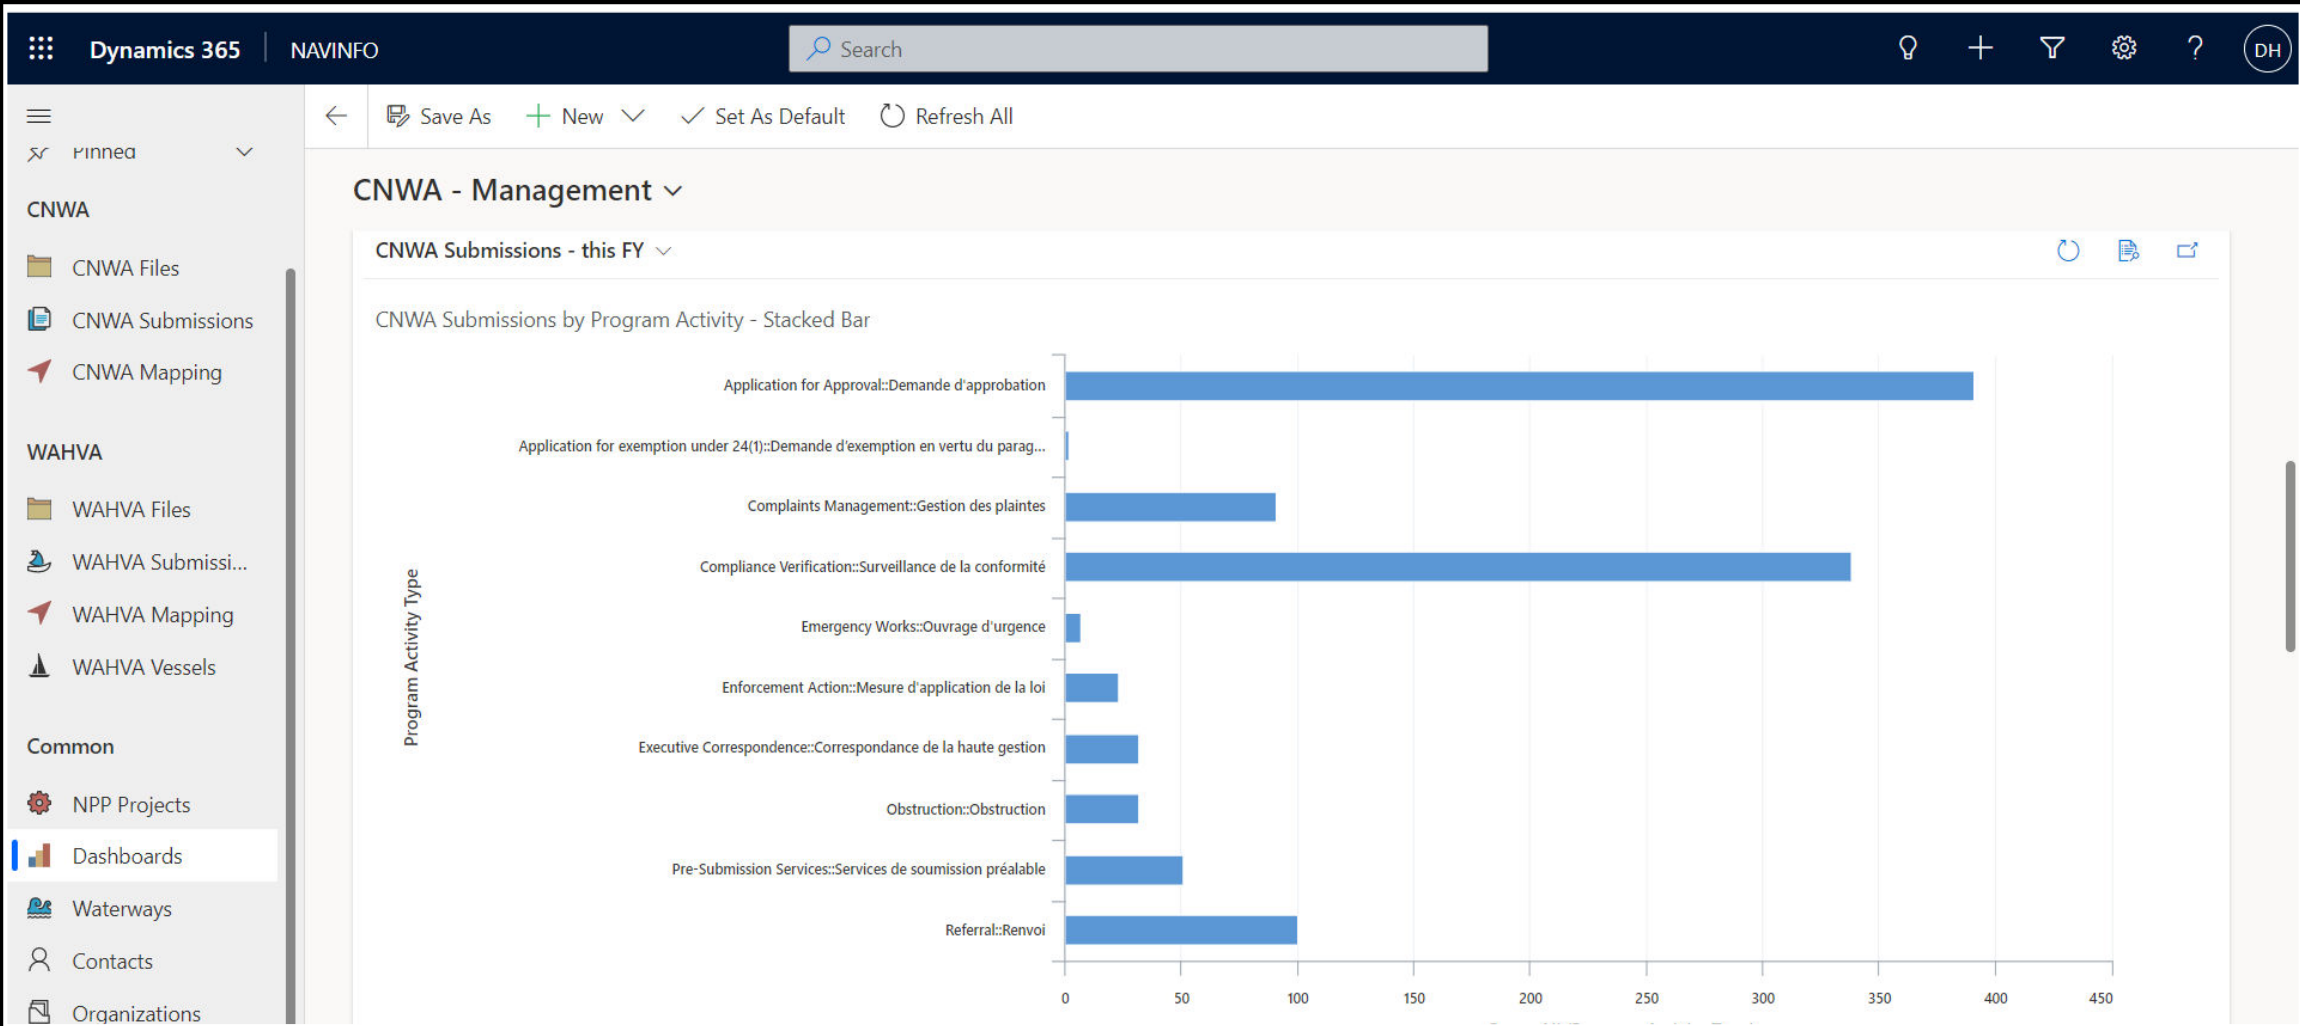 Dynamics 365
NAVINFO
Search
DH
Save As
New
Set As Default
Refresh All
Pinned
CNWA
CNWA Files
CNWA Submissions
CNWA Mapping
WAHVA
WAHVA Files
WAHVA Submissi...
WAHVA Mapping
WAHVA Vessels
Common
NPP Projects
Dashboards
Waterways
Contacts
Organizations
CNWA - Management
CNWA Submissions - this FY
CNWA Submissions by Program Activity - Stacked Bar
Program Activity Type
Application for Approval::Demande d'approbation
Application for exemption under 24(1)::Demande d'exemption en vertu du parag...
Complaints Management::Gestion des plaintes
Compliance Verification::Surveillance de la conformité
Emergency Works::Ouvrage d'urgence
Enforcement Action::Mesure d'application de la loi
Executive Correspondence::Correspondance de la haute gestion
Obstruction::Obstruction
Pre-Submission Services::Services de soumission préalable
Referral::Renvoi
0 50 100 150 200 250 300 350 400 450